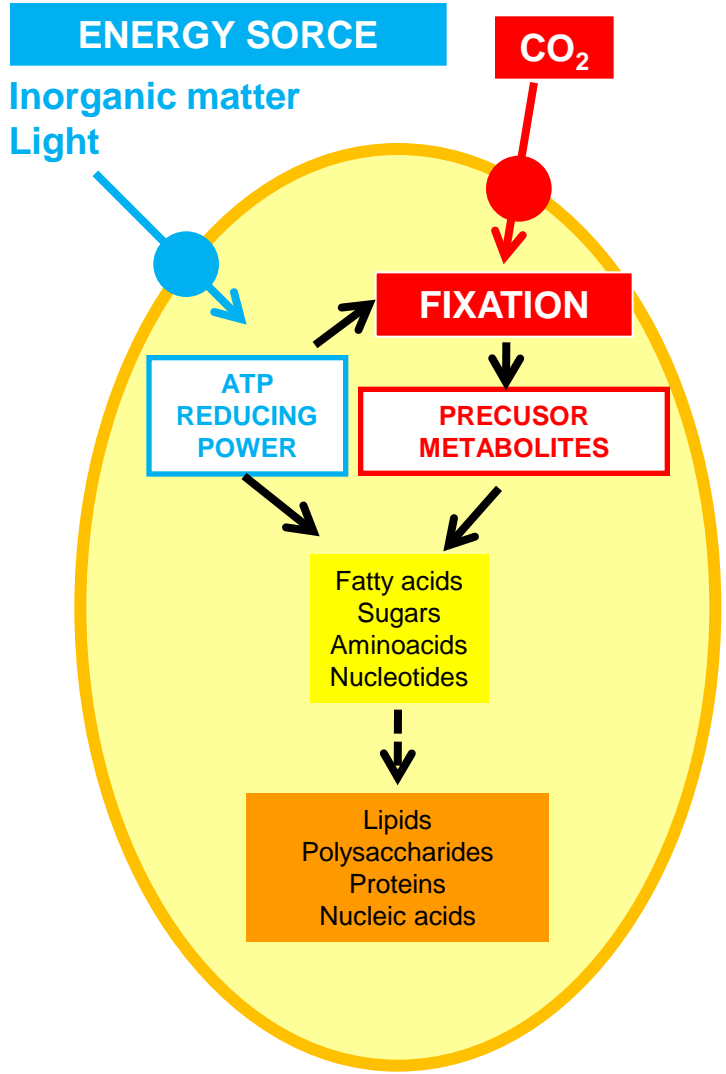 ENERGY SORCE
CO₂
Inorganic matter
Light
FIXATION
ATP
REDUCING
POWER
PRECUSOR
METABOLITES
Fatty acids
Sugars
Aminoacids
Nucleotides
Lipids
Polysaccharides
Proteins
Nucleic acids